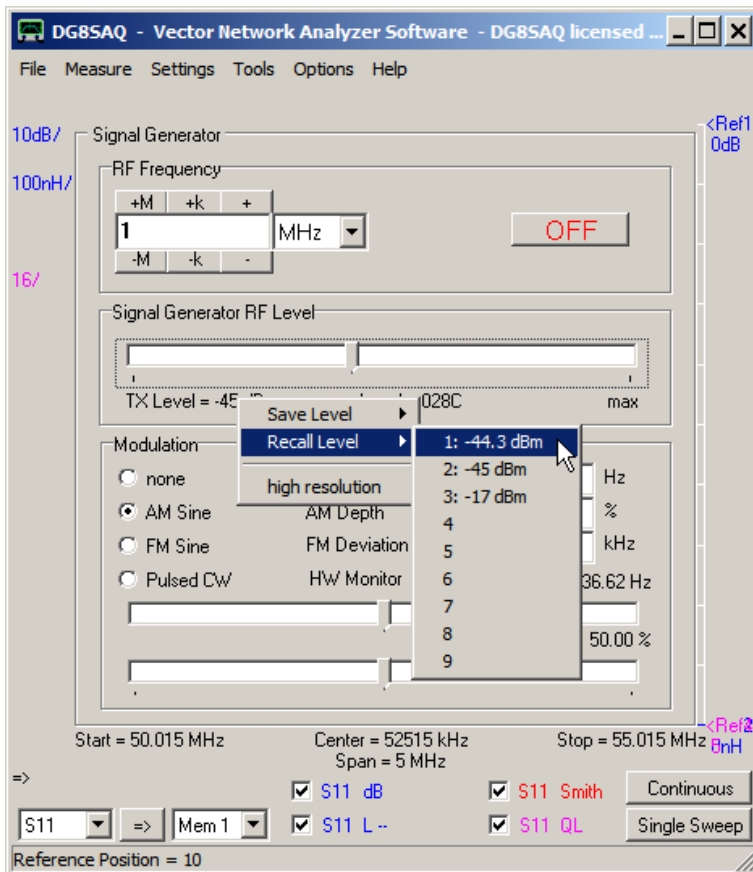 DG8SAQ - Vector Network Analyzer Software - DG8SAQ licensed ...
File Measure Settings Tools Options Help
10dB/
100nH/
16/
<Ref1
0dB
Signal Generator
RF Frequency
+M +k +
1 MHz
-M -k -
OFF
Signal Generator RF Level
TX Level = -45
028C
max
Save Level
Recall Level
high resolution
1: -44.3 dBm
2: -45 dBm
3: -17 dBm
4
5
6
7
8
9
Modulation
none Hz
AM Sine AM Depth %
FM Sine FM Deviation kHz
Pulsed CW HW Monitor 36.62 Hz
50.00 %
Start = 50.015 MHz Center = 52515 kHz Stop = 55.015 MHz
Span = 5 MHz
=>
S11 dB S11 Smith Continuous
S11 => Mem 1 S11 L -- S11 QL Single Sweep
Reference Position = 10